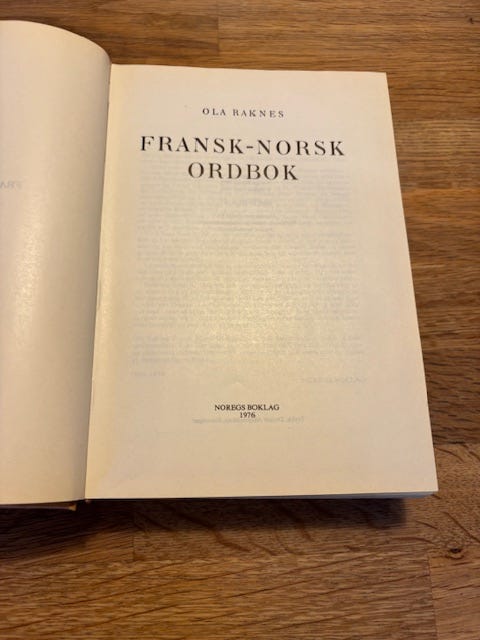 OLA RAKNES
FRANSK-NORSK
ORDBOK
NOREGS BOKLAG
1976